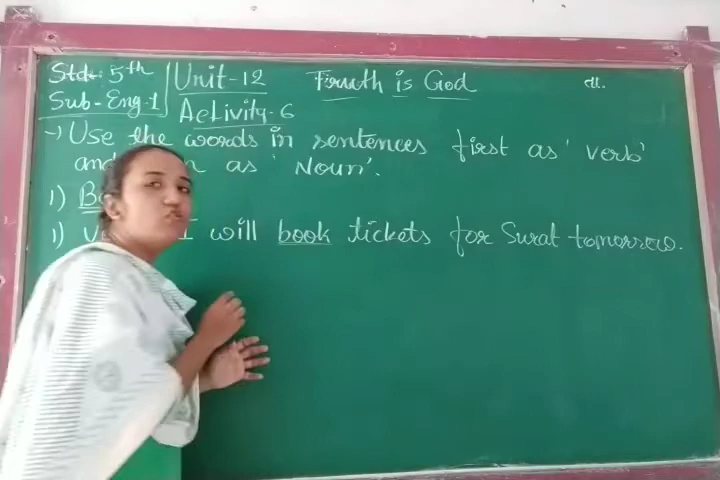 Std- 5th
Sub-Eng-1
Unit-12
Activity-6
Truth is God
તા.
→ Use the words in sentences first as 'verb'
and as 'Noun'.
1)
1) I will book tickets for Surat tomorrow.